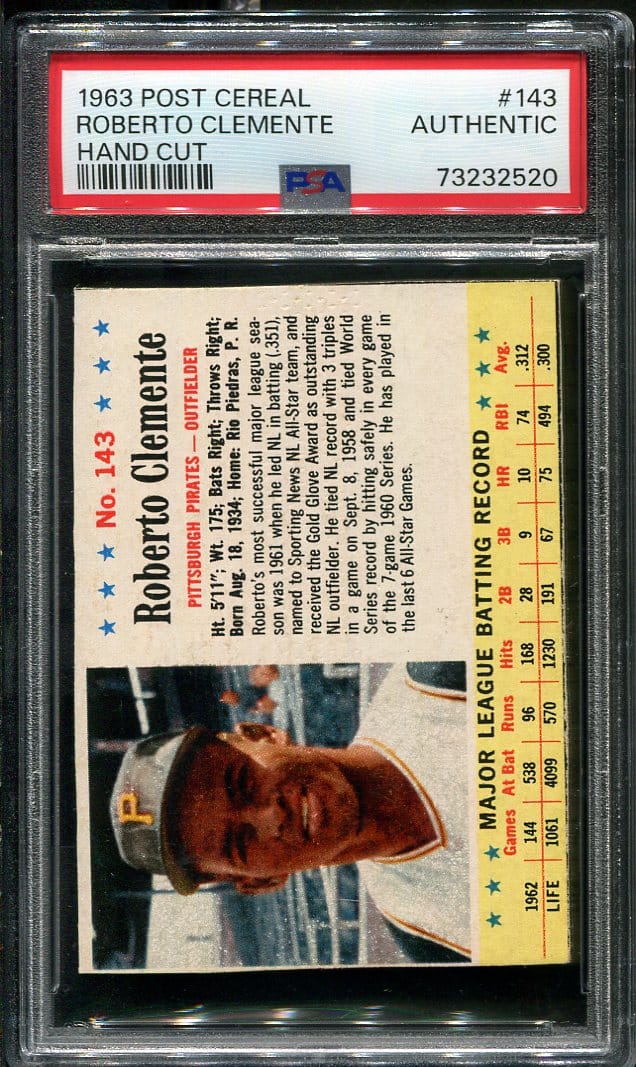 1963 POST CEREAL #143
ROBERTO CLEMENTE AUTHENTIC
HAND CUT
PSA 73232520
★ ★ ★ No. 143 ★ ★ ★
Roberto Clemente
PITTSBURGH PIRATES — OUTFIELDER
Ht. 5'11"; Wt. 175; Bats Right; Throws Right;
Born Aug. 18, 1934; Home: Rio Piedras, P. R.
Roberto's most successful major league sea-
son was 1961 when he led NL in batting (.351),
named to Sporting News NL All-Star team, and
received the Gold Glove Award as outstanding
NL outfielder. He tied NL record with 3 triples
in a game on Sept. 8, 1958 and tied World
Series record by hitting safely in every game
of the 7-game 1960 Series. He has played in
the last 6 All-Star Games.
P
★ ★ ★ MAJOR LEAGUE BATTING RECORD ★ ★ ★
Games At Bat Runs Hits 2B 3B HR RBI Avg.
1962 144 538 96 168 28 9 10 74 .312
LIFE 1061 4099 570 1230 191 67 75 494 .300